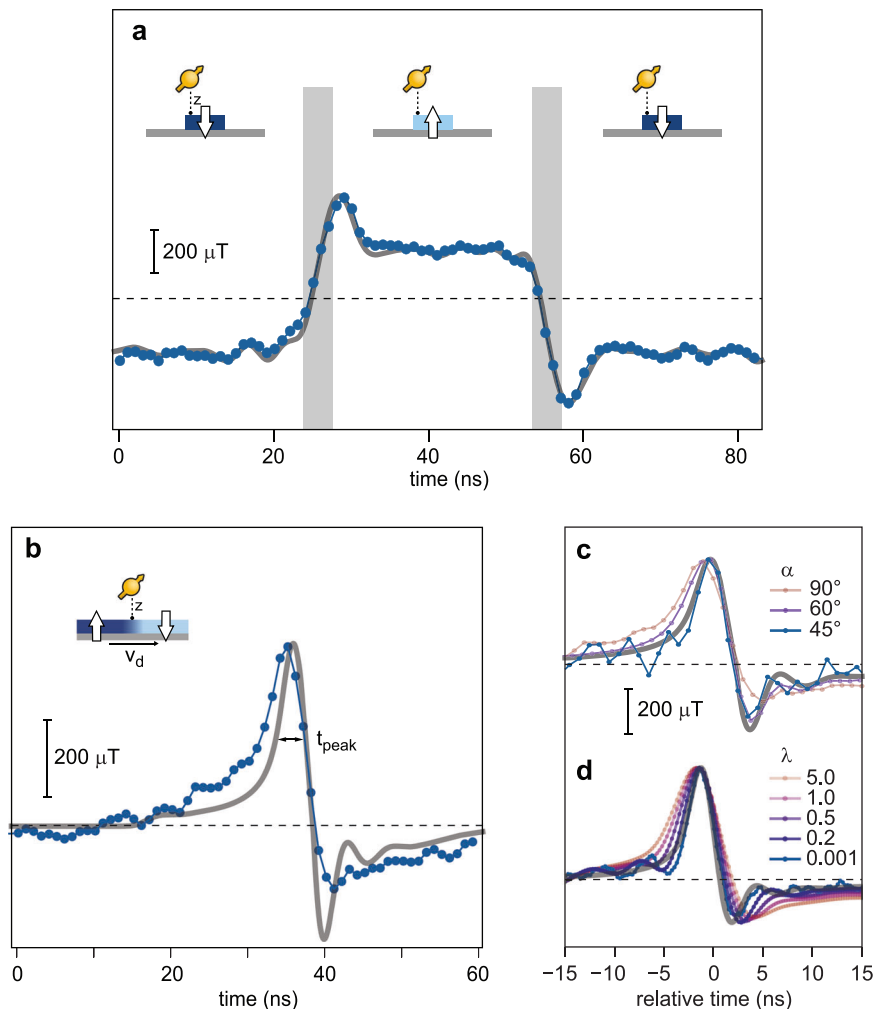 a
z
z
z
200 μT
0
20
40
60
80
time (ns)
b
z
v_d
200 μT
t_peak
0
20
40
60
time (ns)
c
α
90°
60°
45°
200 μT
d
λ
5.0
1.0
0.5
0.2
0.001
−15
−10
−5
0
5
10
15
relative time (ns)